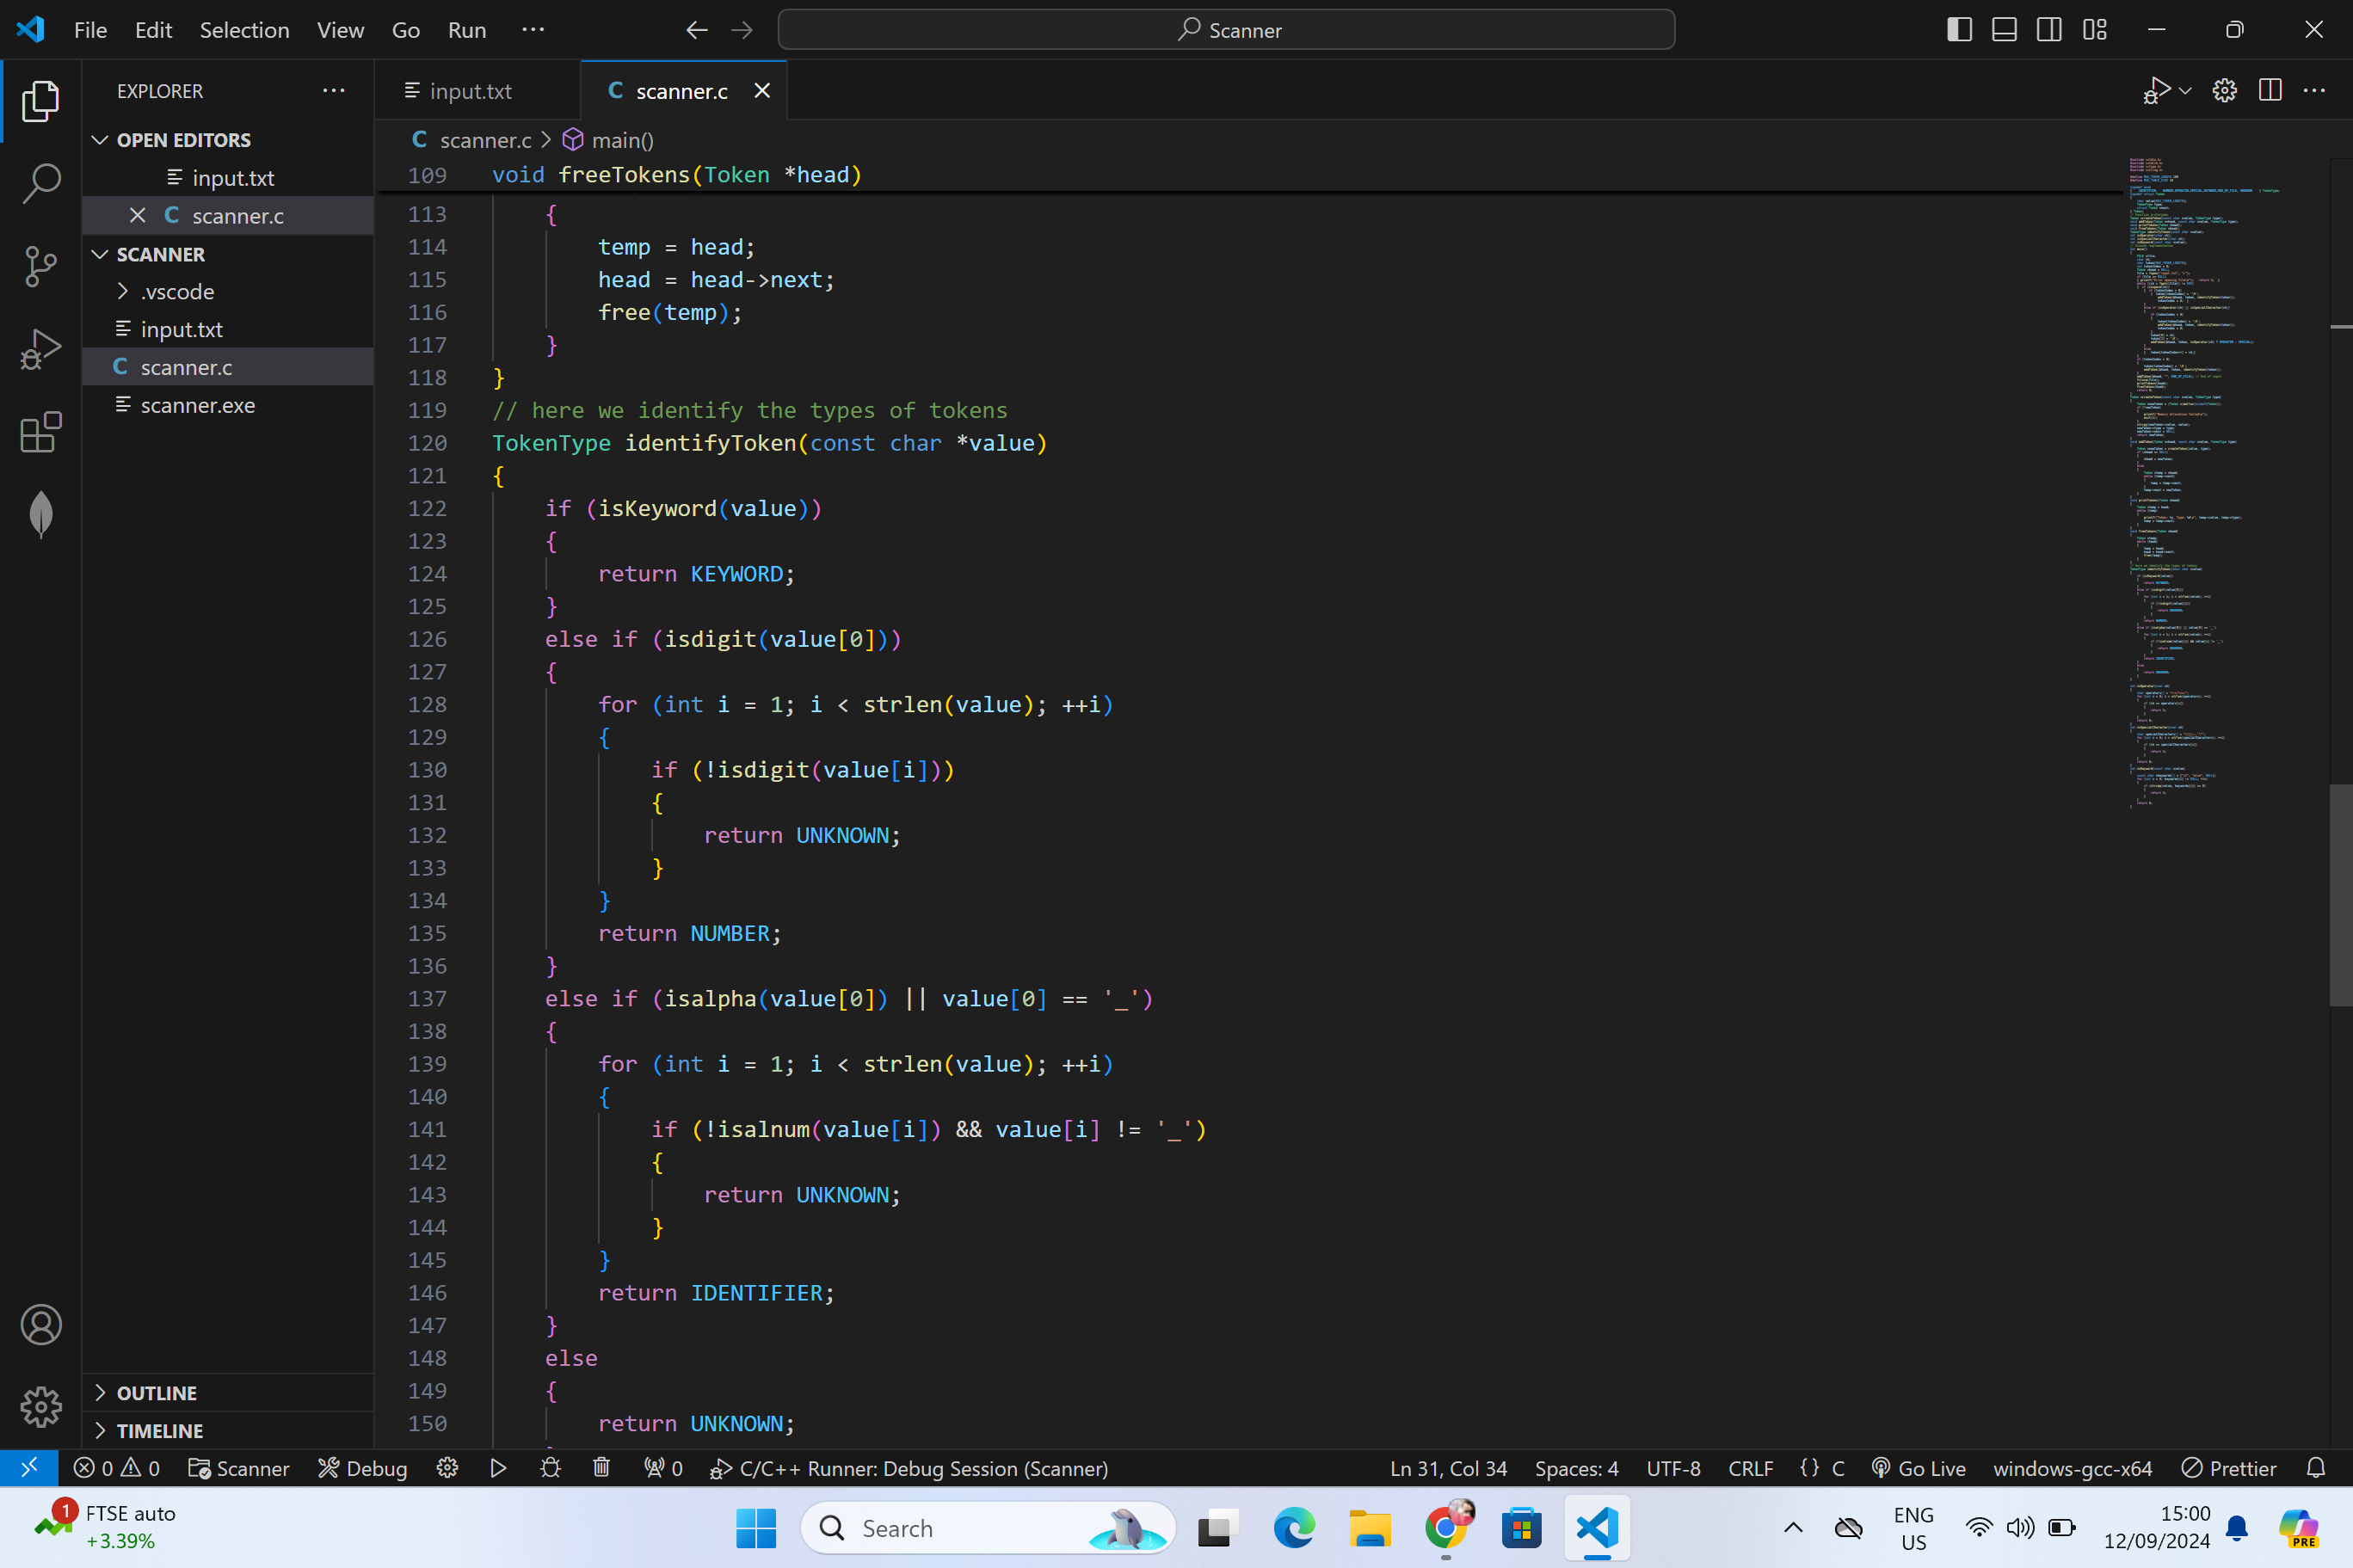 File Edit Selection View Go Run ··· Scanner
EXPLORER ···
OPEN EDITORS
input.txt
scanner.c
SCANNER
.vscode
input.txt
scanner.c
scanner.exe
OUTLINE
TIMELINE
input.txt scanner.c
scanner.c > main()
109 void freeTokens(Token *head)
113 {
114 temp = head;
115 head = head->next;
116 free(temp);
117 }
118 }
119 // here we identify the types of tokens
120 TokenType identifyToken(const char *value)
121 {
122 if (isKeyword(value))
123 {
124 return KEYWORD;
125 }
126 else if (isdigit(value[0]))
127 {
128 for (int i = 1; i < strlen(value); ++i)
129 {
130 if (!isdigit(value[i]))
131 {
132 return UNKNOWN;
133 }
134 }
135 return NUMBER;
136 }
137 else if (isalpha(value[0]) || value[0] == '_')
138 {
139 for (int i = 1; i < strlen(value); ++i)
140 {
141 if (!isalnum(value[i]) && value[i] != '_')
142 {
143 return UNKNOWN;
144 }
145 }
146 return IDENTIFIER;
147 }
148 else
149 {
150 return UNKNOWN;
0 0 Scanner Debug 0 C/C++ Runner: Debug Session (Scanner) Ln 31, Col 34 Spaces: 4 UTF-8 CRLF {} C Go Live windows-gcc-x64 Prettier
1 FTSE auto
+3.39%
Search
ENG
US
15:00
12/09/2024
PRE